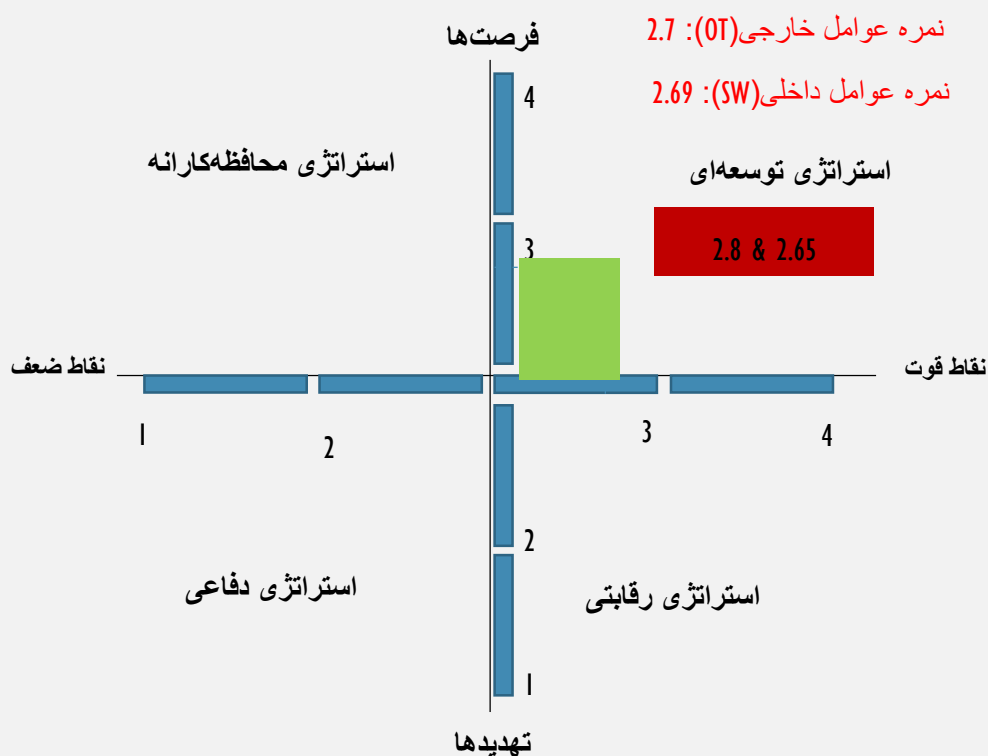 نمره عوامل خارجی(OT): 2.7
فرصت‌ها
نمره عوامل داخلی(SW): 2.69
4
استراتژی توسعه‌ای
استراتژی محافظه‌کارانه
2.8 & 2.65
3
نقاط قوت
نقاط ضعف
4
3
2
1
2
استراتژی رقابتی
استراتژی دفاعی
1
تهدیدها